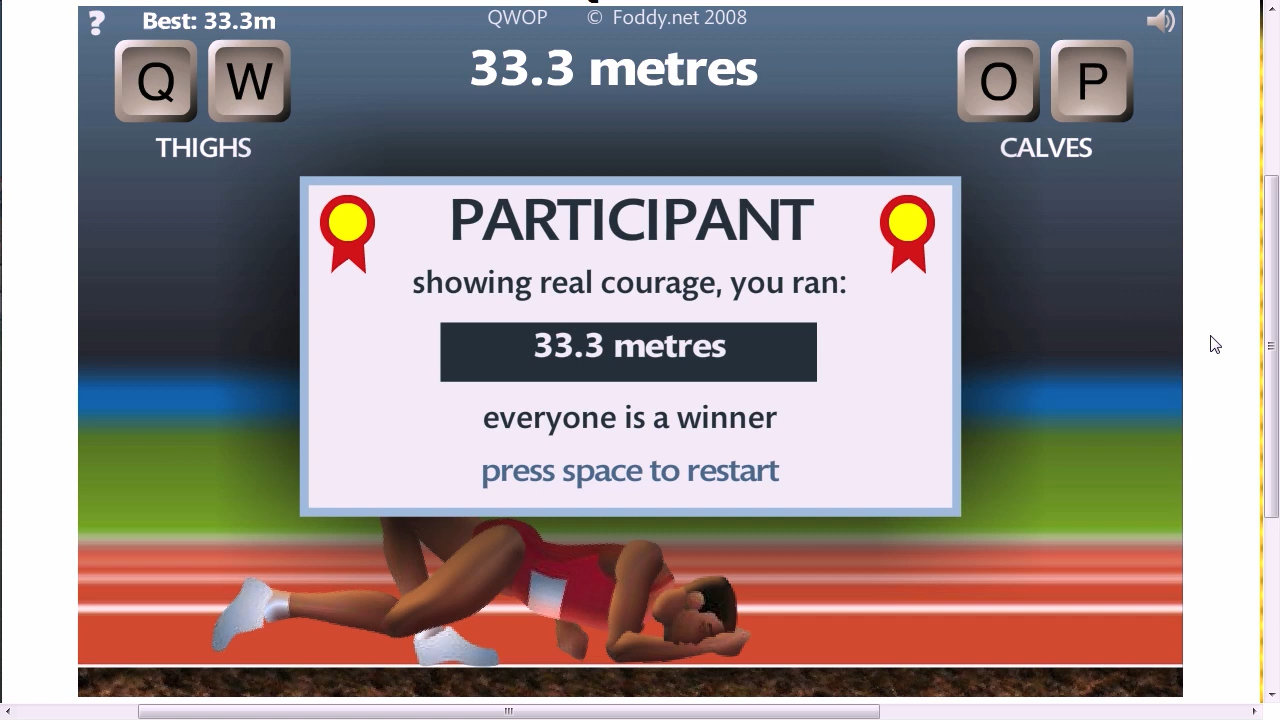 ?
Best: 33.3m
QWOP © Foddy.net 2008
33.3 metres
Q W
THIGHS
O P
CALVES
PARTICIPANT
showing real courage, you ran:
33.3 metres
everyone is a winner
press space to restart